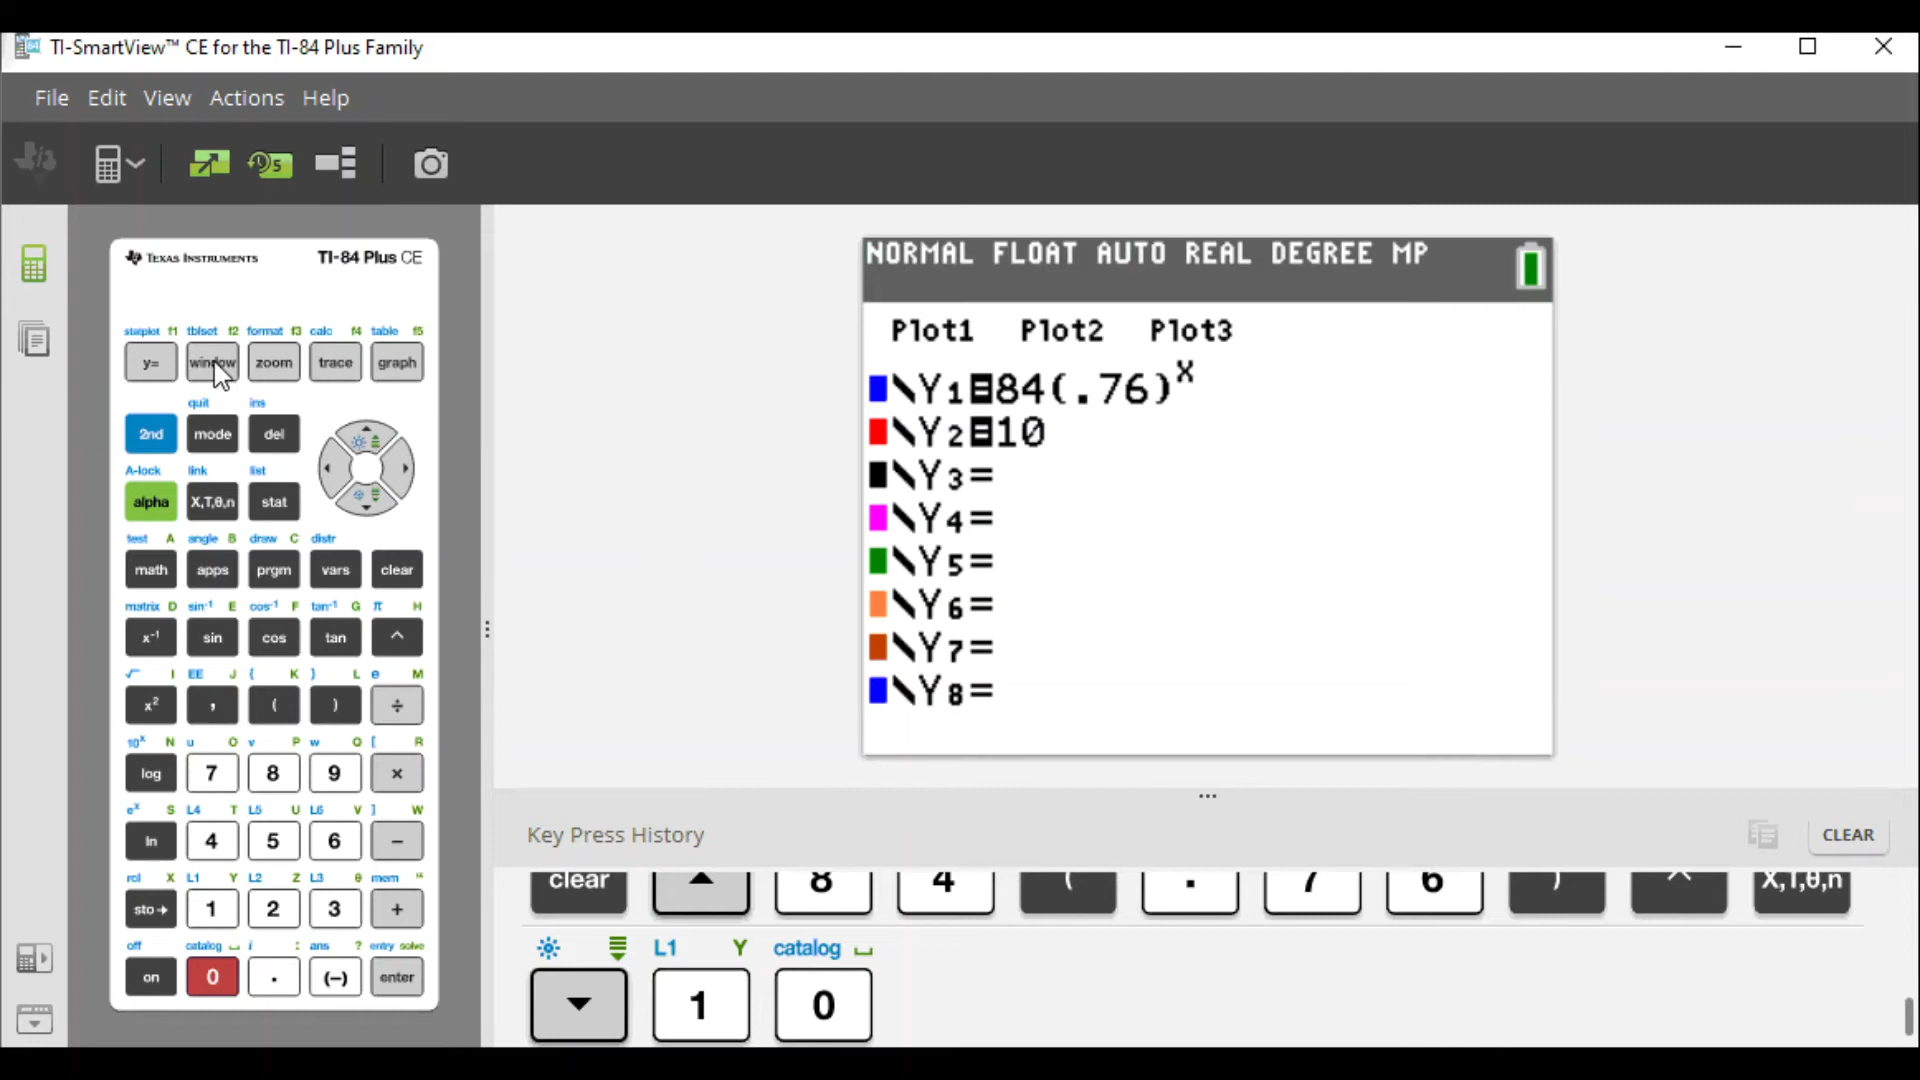 TI-SmartView™ CE for the TI-84 Plus Family
File Edit View Actions Help
5
TEXAS INSTRUMENTS TI-84 Plus CE
statplot f1 tblset f2 format f3 calc f4 table f5
y= window zoom trace graph
quit ins
2nd mode del
A-lock link list
alpha X,T,θ,n stat
test A angle B draw C distr
math apps prgm vars clear
matrix D sin⁻¹ E cos⁻¹ F tan⁻¹ G π H
x⁻¹ sin cos tan ^
√ I EE J { K } L e M
x² , ( ) ÷
10ˣ N u O v P w Q [ R
log 7 8 9 ×
eˣ S L4 T L5 U L6 V ] W
ln 4 5 6 −
rcl X L1 Y L2 Z L3 θ mem "
sto→ 1 2 3 +
off catalog ⎵ i : ans ? entry solve
on 0 . (−) enter
NORMAL FLOAT AUTO REAL DEGREE MP
Plot1 Plot2 Plot3
\Y1=84(.76)ˣ
\Y2=10
\Y3=
\Y4=
\Y5=
\Y6=
\Y7=
\Y8=
Key Press History CLEAR
clear 8 4 ( . 7 6 ) ^ X,T,θ,n
L1 Y catalog ⎵
1 0